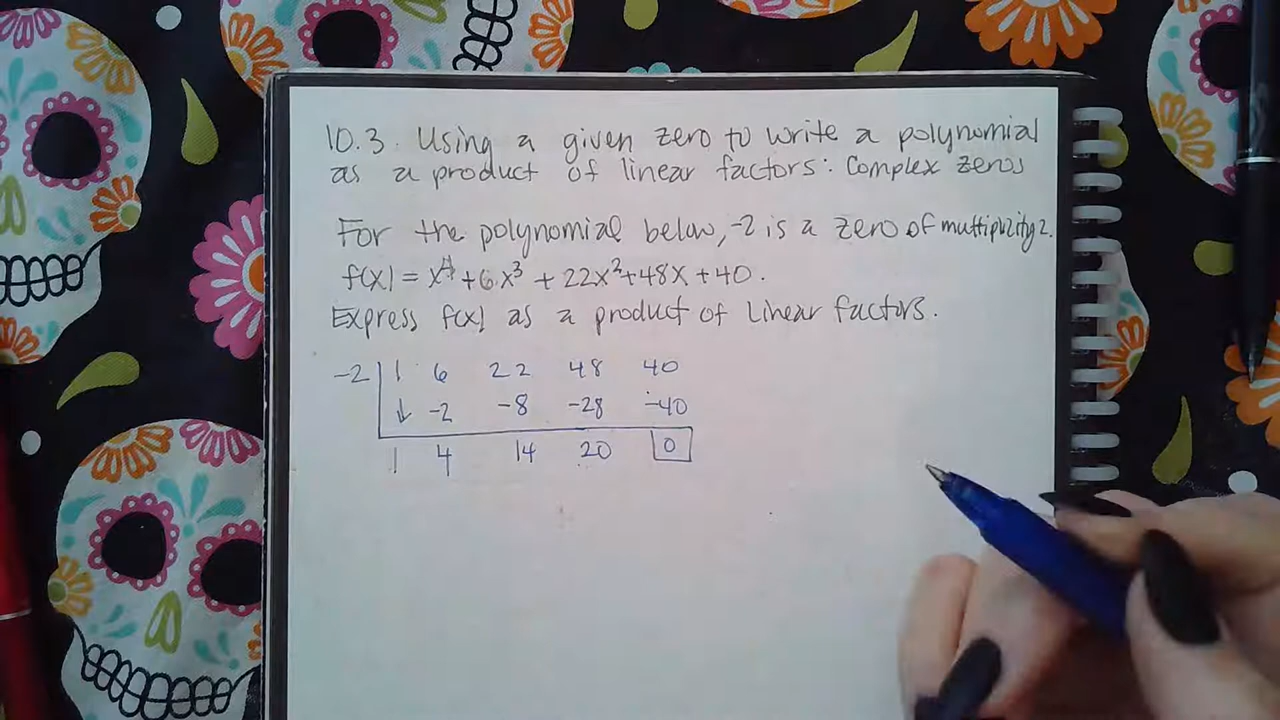 10.3. Using a given zero to write a polynomial
as a product of linear factors: Complex zeros
For the polynomial below, -2 is a zero of multiplizity 2.
f(x) = x⁴ + 6x³ + 22x² + 48x + 40.
Express f(x) as a product of linear factors.
-2 | 1 6 22 48 40
↓ -2 -8 -28 -40
1 4 14 20 0